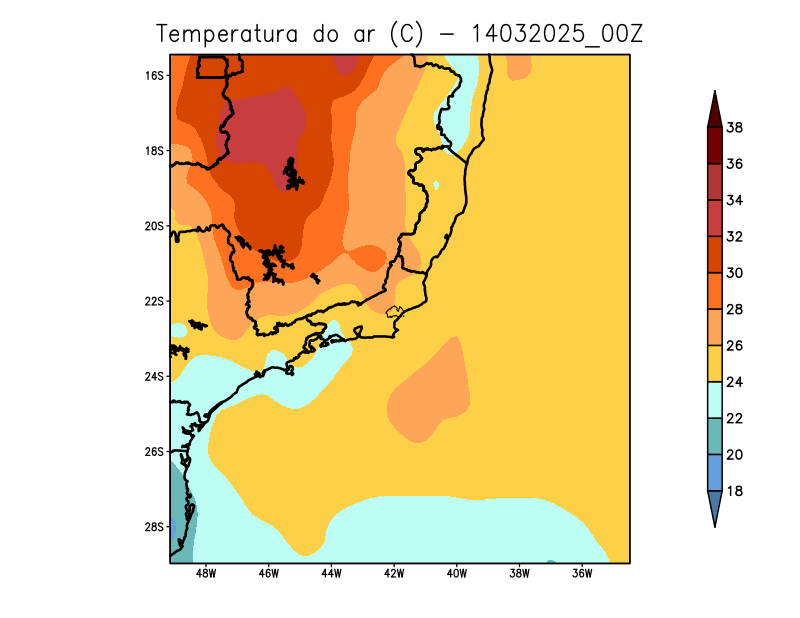 Temperatura do ar (C) – 14032025_00Z
16S
18S
20S
22S
24S
26S
28S
48W 46W 44W 42W 40W 38W 36W
38
36
34
32
30
28
26
24
22
20
18